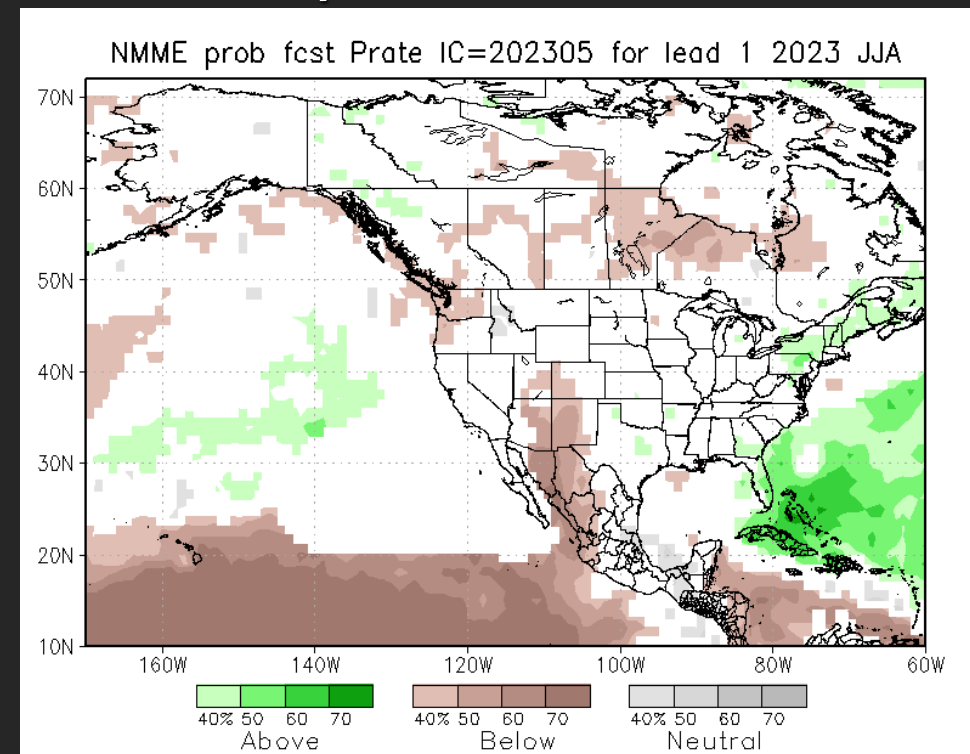 NMME prob fcst Prate IC=202305 for lead 1 2023 JJA
70N
60N
50N
40N
30N
20N
10N
160W 140W 120W 100W 80W 60W
40% 50 60 70 40% 50 60 70 40% 50 60 70
Above Below Neutral